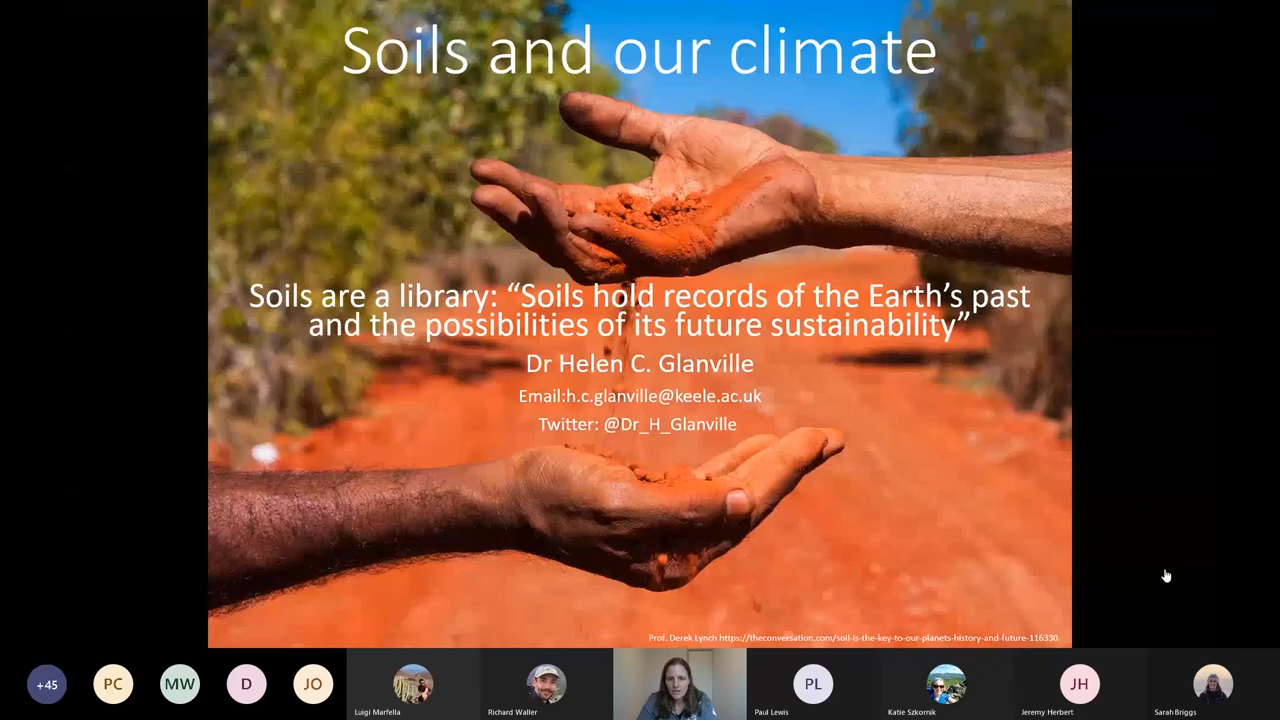 Soils and our climate
Soils are a library: “Soils hold records of the Earth’s past
and the possibilities of its future sustainability”
Dr Helen C. Glanville
Email:h.c.glanville@keele.ac.uk
Twitter: @Dr_H_Glanville
Prof. Derek Lynch https://theconversation.com/soil-is-the-key-to-our-planets-history-and-future-116330
+45
PC
MW
D
JO
Luigi Marfella
Richard Waller
PL
Paul Lewis
Katie Szkornik
JH
Jeremy Herbert
Sarah Briggs